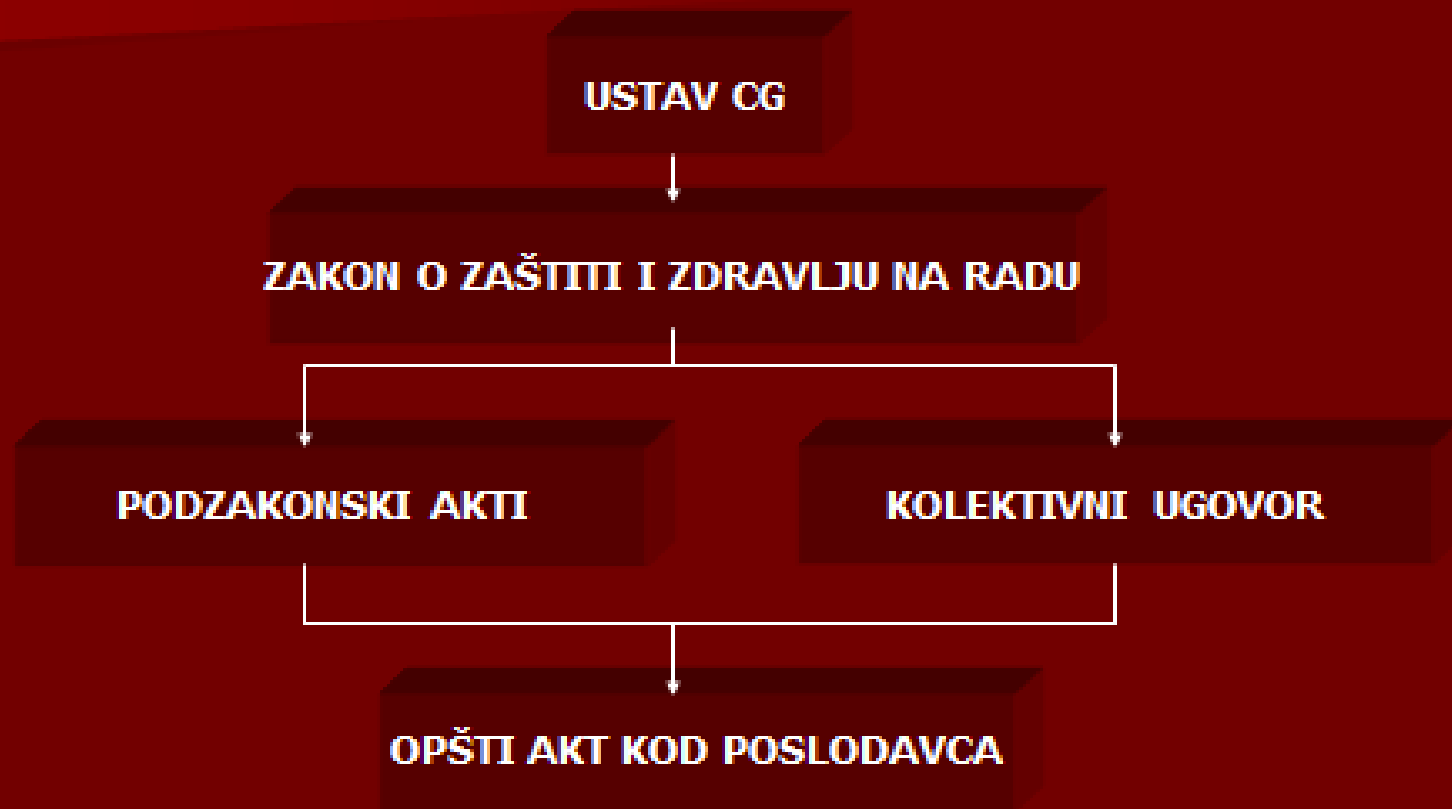 USTAV CG
ZAKON O ZAŠTITI I ZDRAVLJU NA RADU
PODZAKONSKI AKTI
KOLEKTIVNI UGOVOR
OPŠTI AKT KOD POSLODAVCA